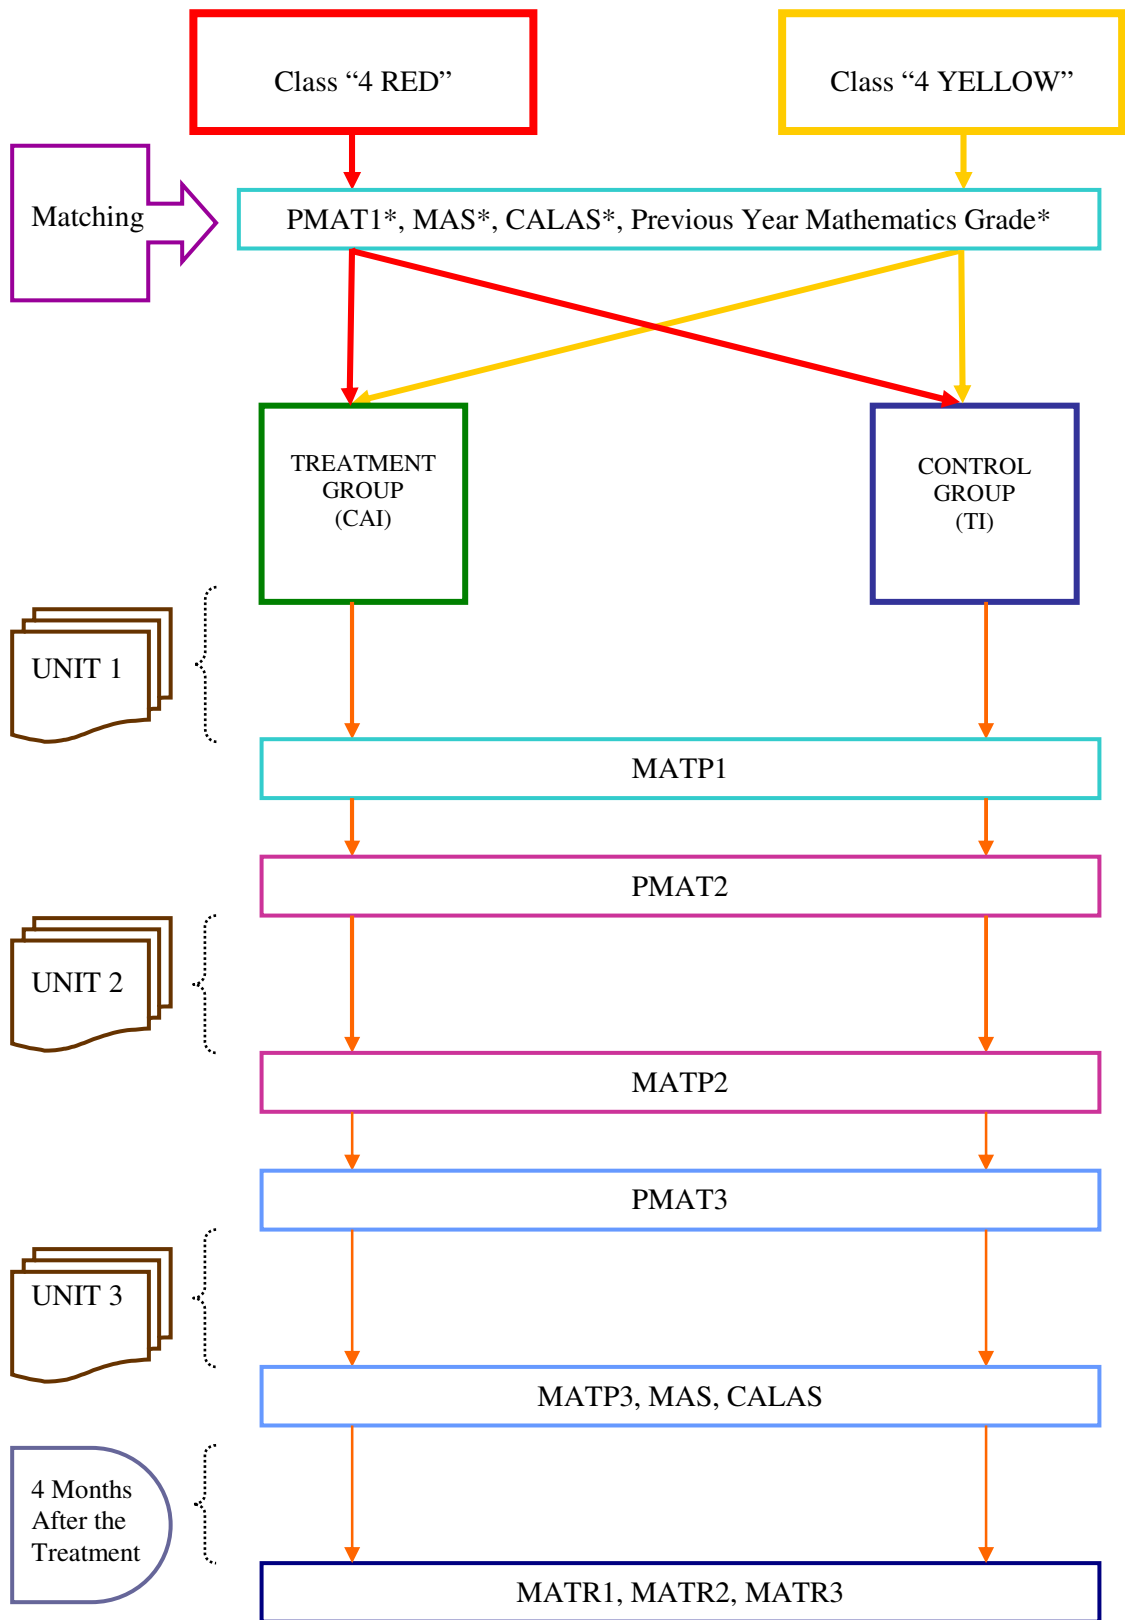 Class “4 RED”
Class “4 YELLOW”
Matching
PMAT1*, MAS*, CALAS*, Previous Year Mathematics Grade*
TREATMENT
GROUP
(CAI)
CONTROL
GROUP
(TI)
UNIT 1
MATP1
PMAT2
UNIT 2
MATP2
PMAT3
UNIT 3
MATP3, MAS, CALAS
4 Months
After the
Treatment
MATR1, MATR2, MATR3